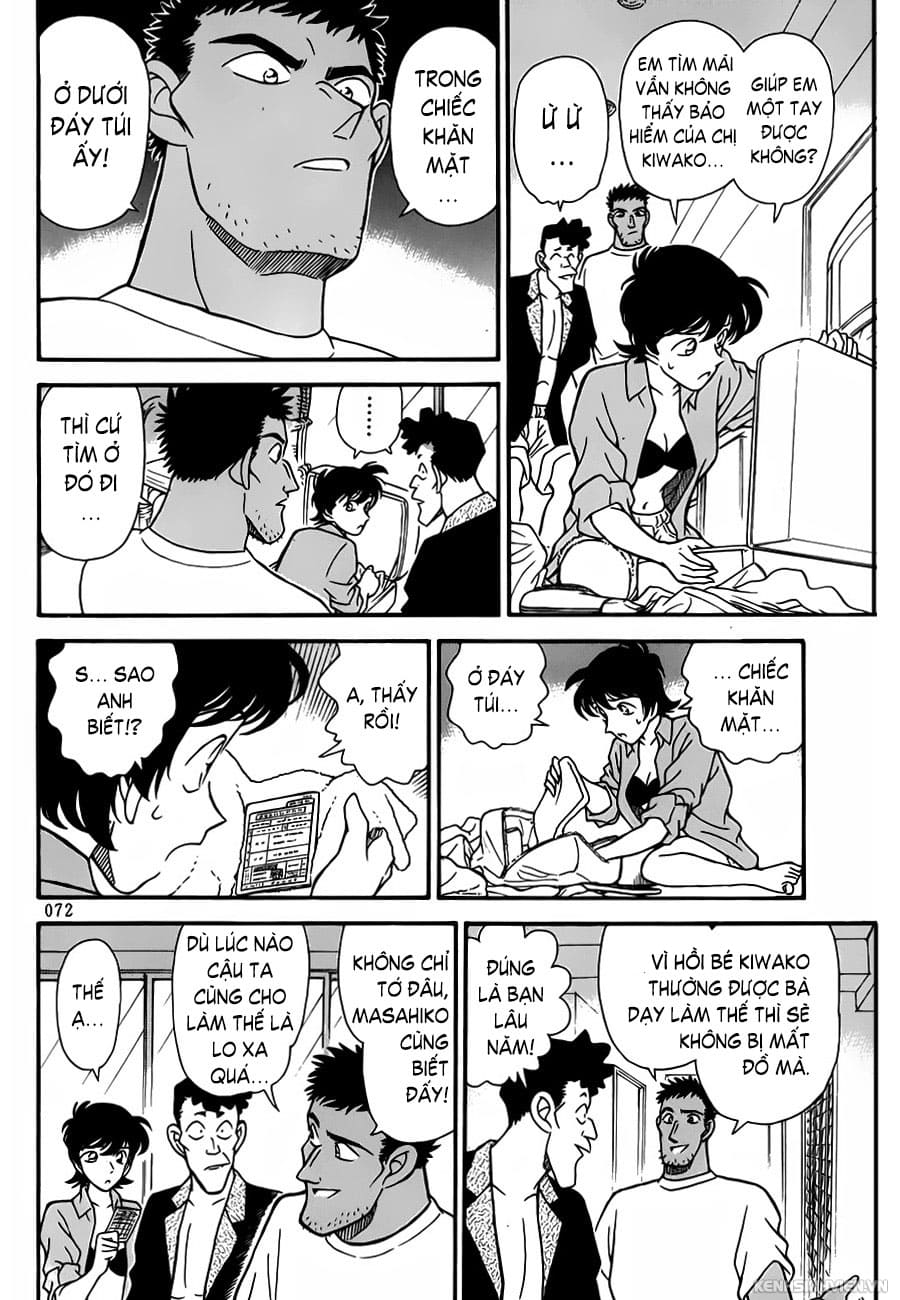 GIÚP EM
MỘT TAY
ĐƯỢC
KHÔNG?
EM TÌM MÃI
VẪN KHÔNG
THẤY BẢO
HIỂM CỦA CHỊ
KIWAKO...
Ừ Ừ
...
TRONG
CHIẾC
KHĂN
MẶT
...
Ở DƯỚI
ĐÁY TÚI
ẤY!
......
THÌ CỨ
TÌM Ở
ĐÓ ĐI
...
... CHIẾC
KHĂN
MẶT...
Ở ĐÁY
TÚI...
A, THẤY
RỒI!
S... SAO
ANH
BIẾT!?
072
VÌ HỒI BÉ KIWAKO
THƯỜNG ĐƯỢC BÀ
DẠY LÀM THẾ THÌ SẼ
KHÔNG BỊ MẤT
ĐỒ MÀ.
ĐÚNG
LÀ BẠN
LÂU
NĂM!
KHÔNG CHỈ
TỚ ĐÂU,
MASAHIKO
CŨNG
BIẾT
ĐẤY!
DÙ LÚC NÀO
CẬU TA
CŨNG CHO
LÀM THẾ LÀ
LO XA
QUÁ...
THẾ
Ạ...
KENHSINHVIEN.VN